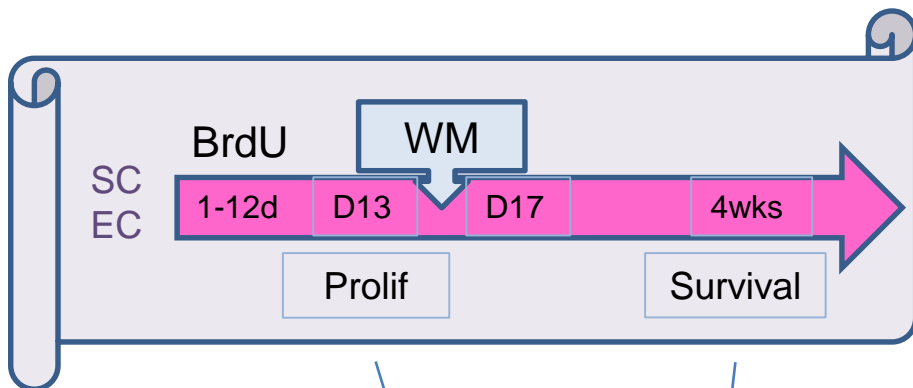 BrdU
WM
SC
EC
1-12d
D13
D17
4wks
Prolif
Survival